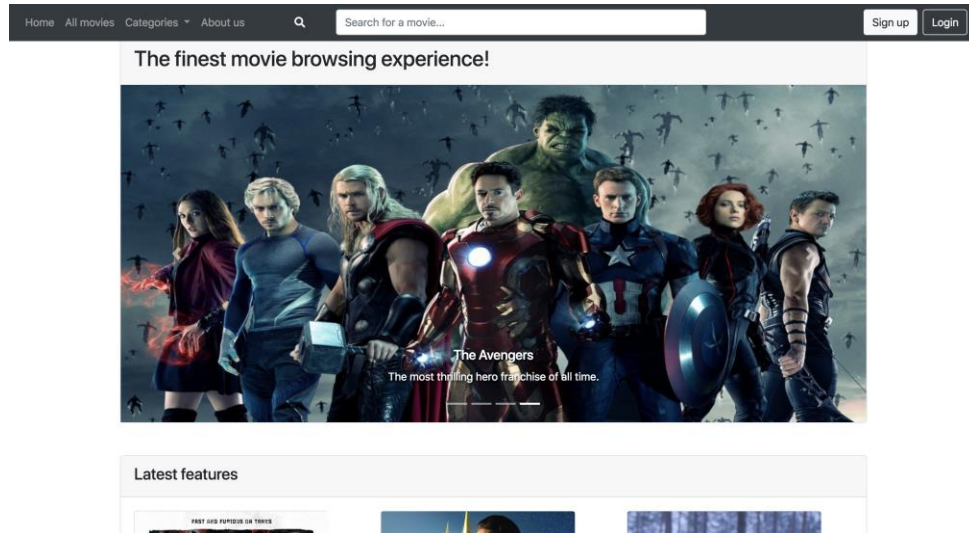 Home All movies Categories About us Search for a movie... Sign up Login
The finest movie browsing experience!
The Avengers
The most thrilling hero franchise of all time.
Latest features
FAST AND FURIOUS ON TANKS